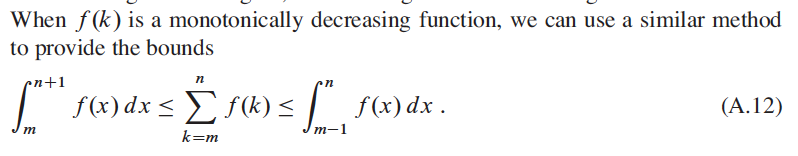 When f(k) is a monotonically decreasing function, we can use a similar method
to provide the bounds
∫_m^{n+1} f(x) dx ≤ ∑_{k=m}^{n} f(k) ≤ ∫_{m−1}^{n} f(x) dx . (A.12)